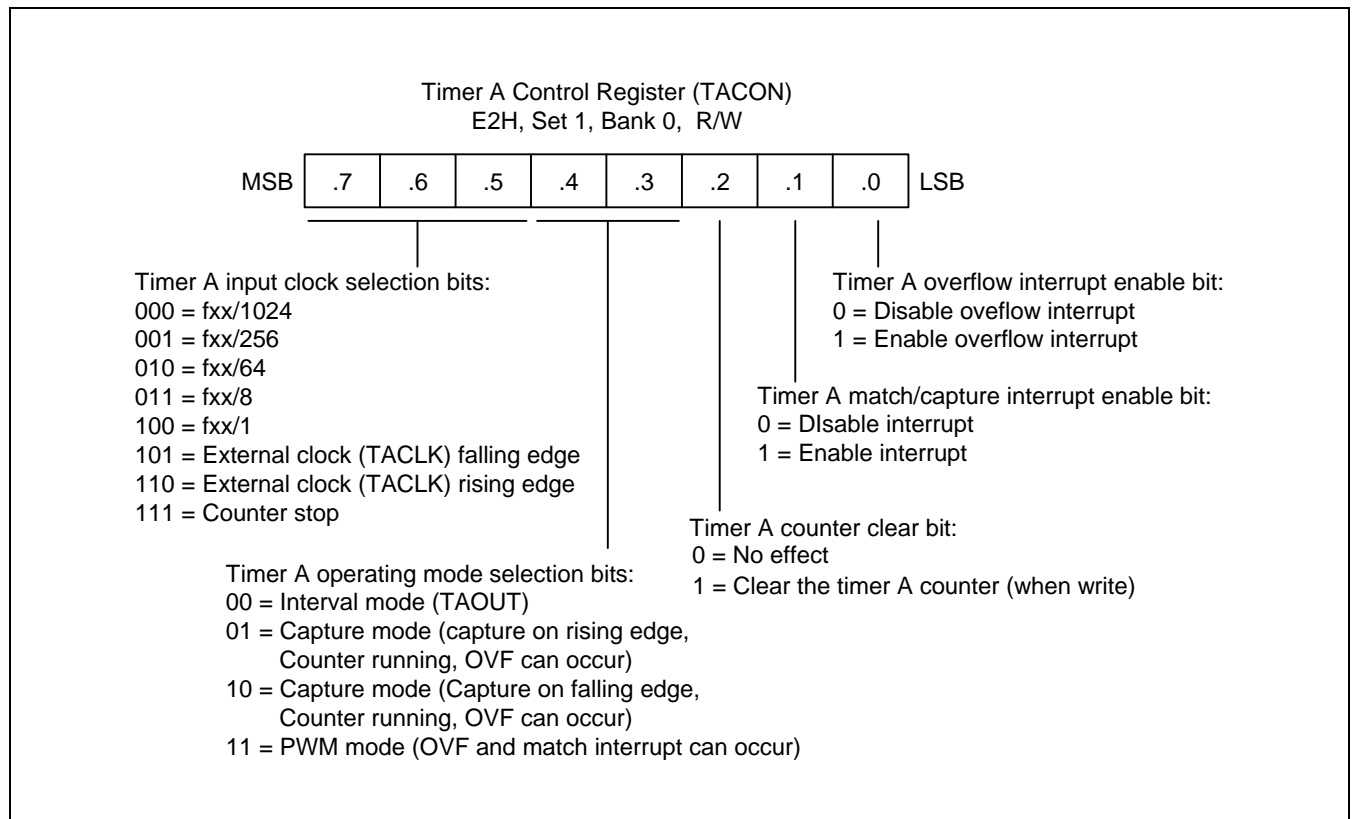 Timer A Control Register (TACON)
E2H, Set 1, Bank 0, R/W
MSB .7 .6 .5 .4 .3 .2 .1 .0 LSB
Timer A input clock selection bits:
000 = fxx/1024
001 = fxx/256
010 = fxx/64
011 = fxx/8
100 = fxx/1
101 = External clock (TACLK) falling edge
110 = External clock (TACLK) rising edge
111 = Counter stop
Timer A overflow interrupt enable bit:
0 = Disable oveflow interrupt
1 = Enable overflow interrupt
Timer A match/capture interrupt enable bit:
0 = DIsable interrupt
1 = Enable interrupt
Timer A counter clear bit:
0 = No effect
1 = Clear the timer A counter (when write)
Timer A operating mode selection bits:
00 = Interval mode (TAOUT)
01 = Capture mode (capture on rising edge,
Counter running, OVF can occur)
10 = Capture mode (Capture on falling edge,
Counter running, OVF can occur)
11 = PWM mode (OVF and match interrupt can occur)